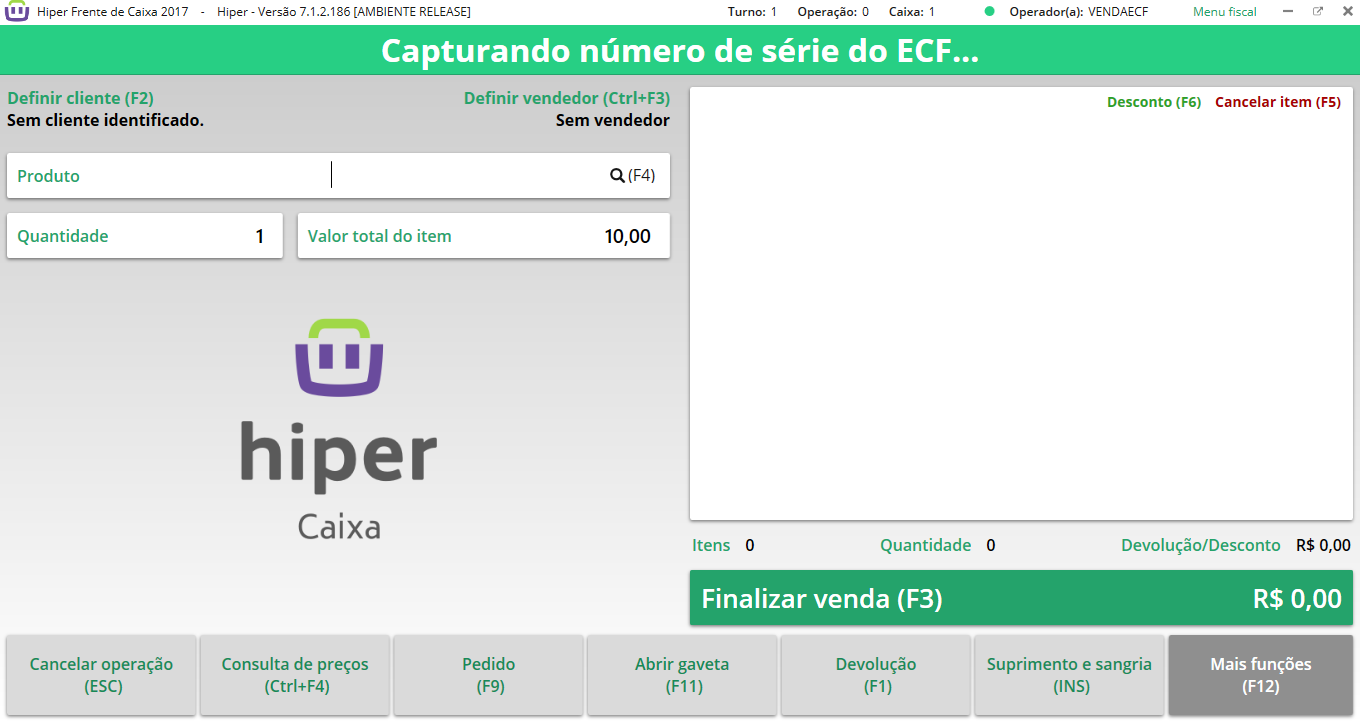 Hiper Frente de Caixa 2017 - Hiper - Versão 7.1.2.186 [AMBIENTE RELEASE] Turno: 1 Operação: 0 Caixa: 1 Operador(a): VENDAECF Menu fiscal
Capturando número de série do ECF...
Definir cliente (F2) Definir vendedor (Ctrl+F3)
Sem cliente identificado. Sem vendedor
Desconto (F6) Cancelar item (F5)
Produto (F4)
Quantidade 1 Valor total do item 10,00
hiper
Caixa
Itens 0 Quantidade 0 Devolução/Desconto R$ 0,00
Finalizar venda (F3) R$ 0,00
Cancelar operação
(ESC)
Consulta de preços
(Ctrl+F4)
Pedido
(F9)
Abrir gaveta
(F11)
Devolução
(F1)
Suprimento e sangria
(INS)
Mais funções
(F12)